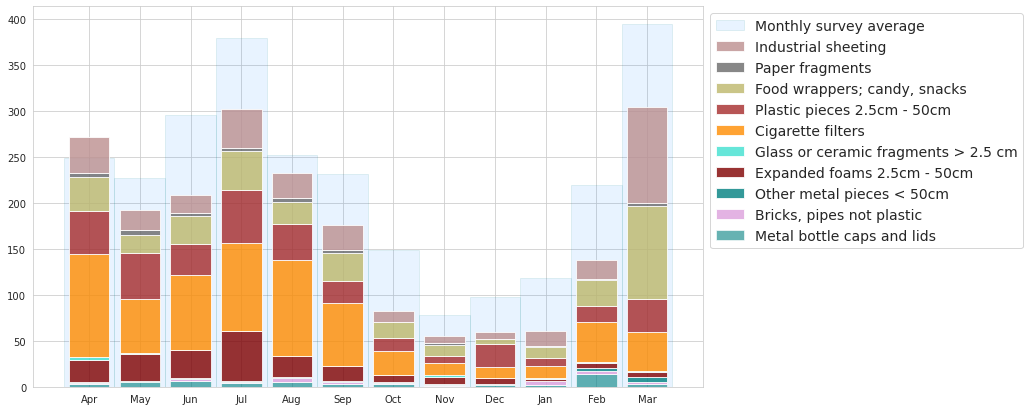 400
350
300
250
200
150
100
50
0
Apr May Jun Jul Aug Sep Oct Nov Dec Jan Feb Mar
Monthly survey average
Industrial sheeting
Paper fragments
Food wrappers; candy, snacks
Plastic pieces 2.5cm - 50cm
Cigarette filters
Glass or ceramic fragments > 2.5 cm
Expanded foams 2.5cm - 50cm
Other metal pieces < 50cm
Bricks, pipes not plastic
Metal bottle caps and lids